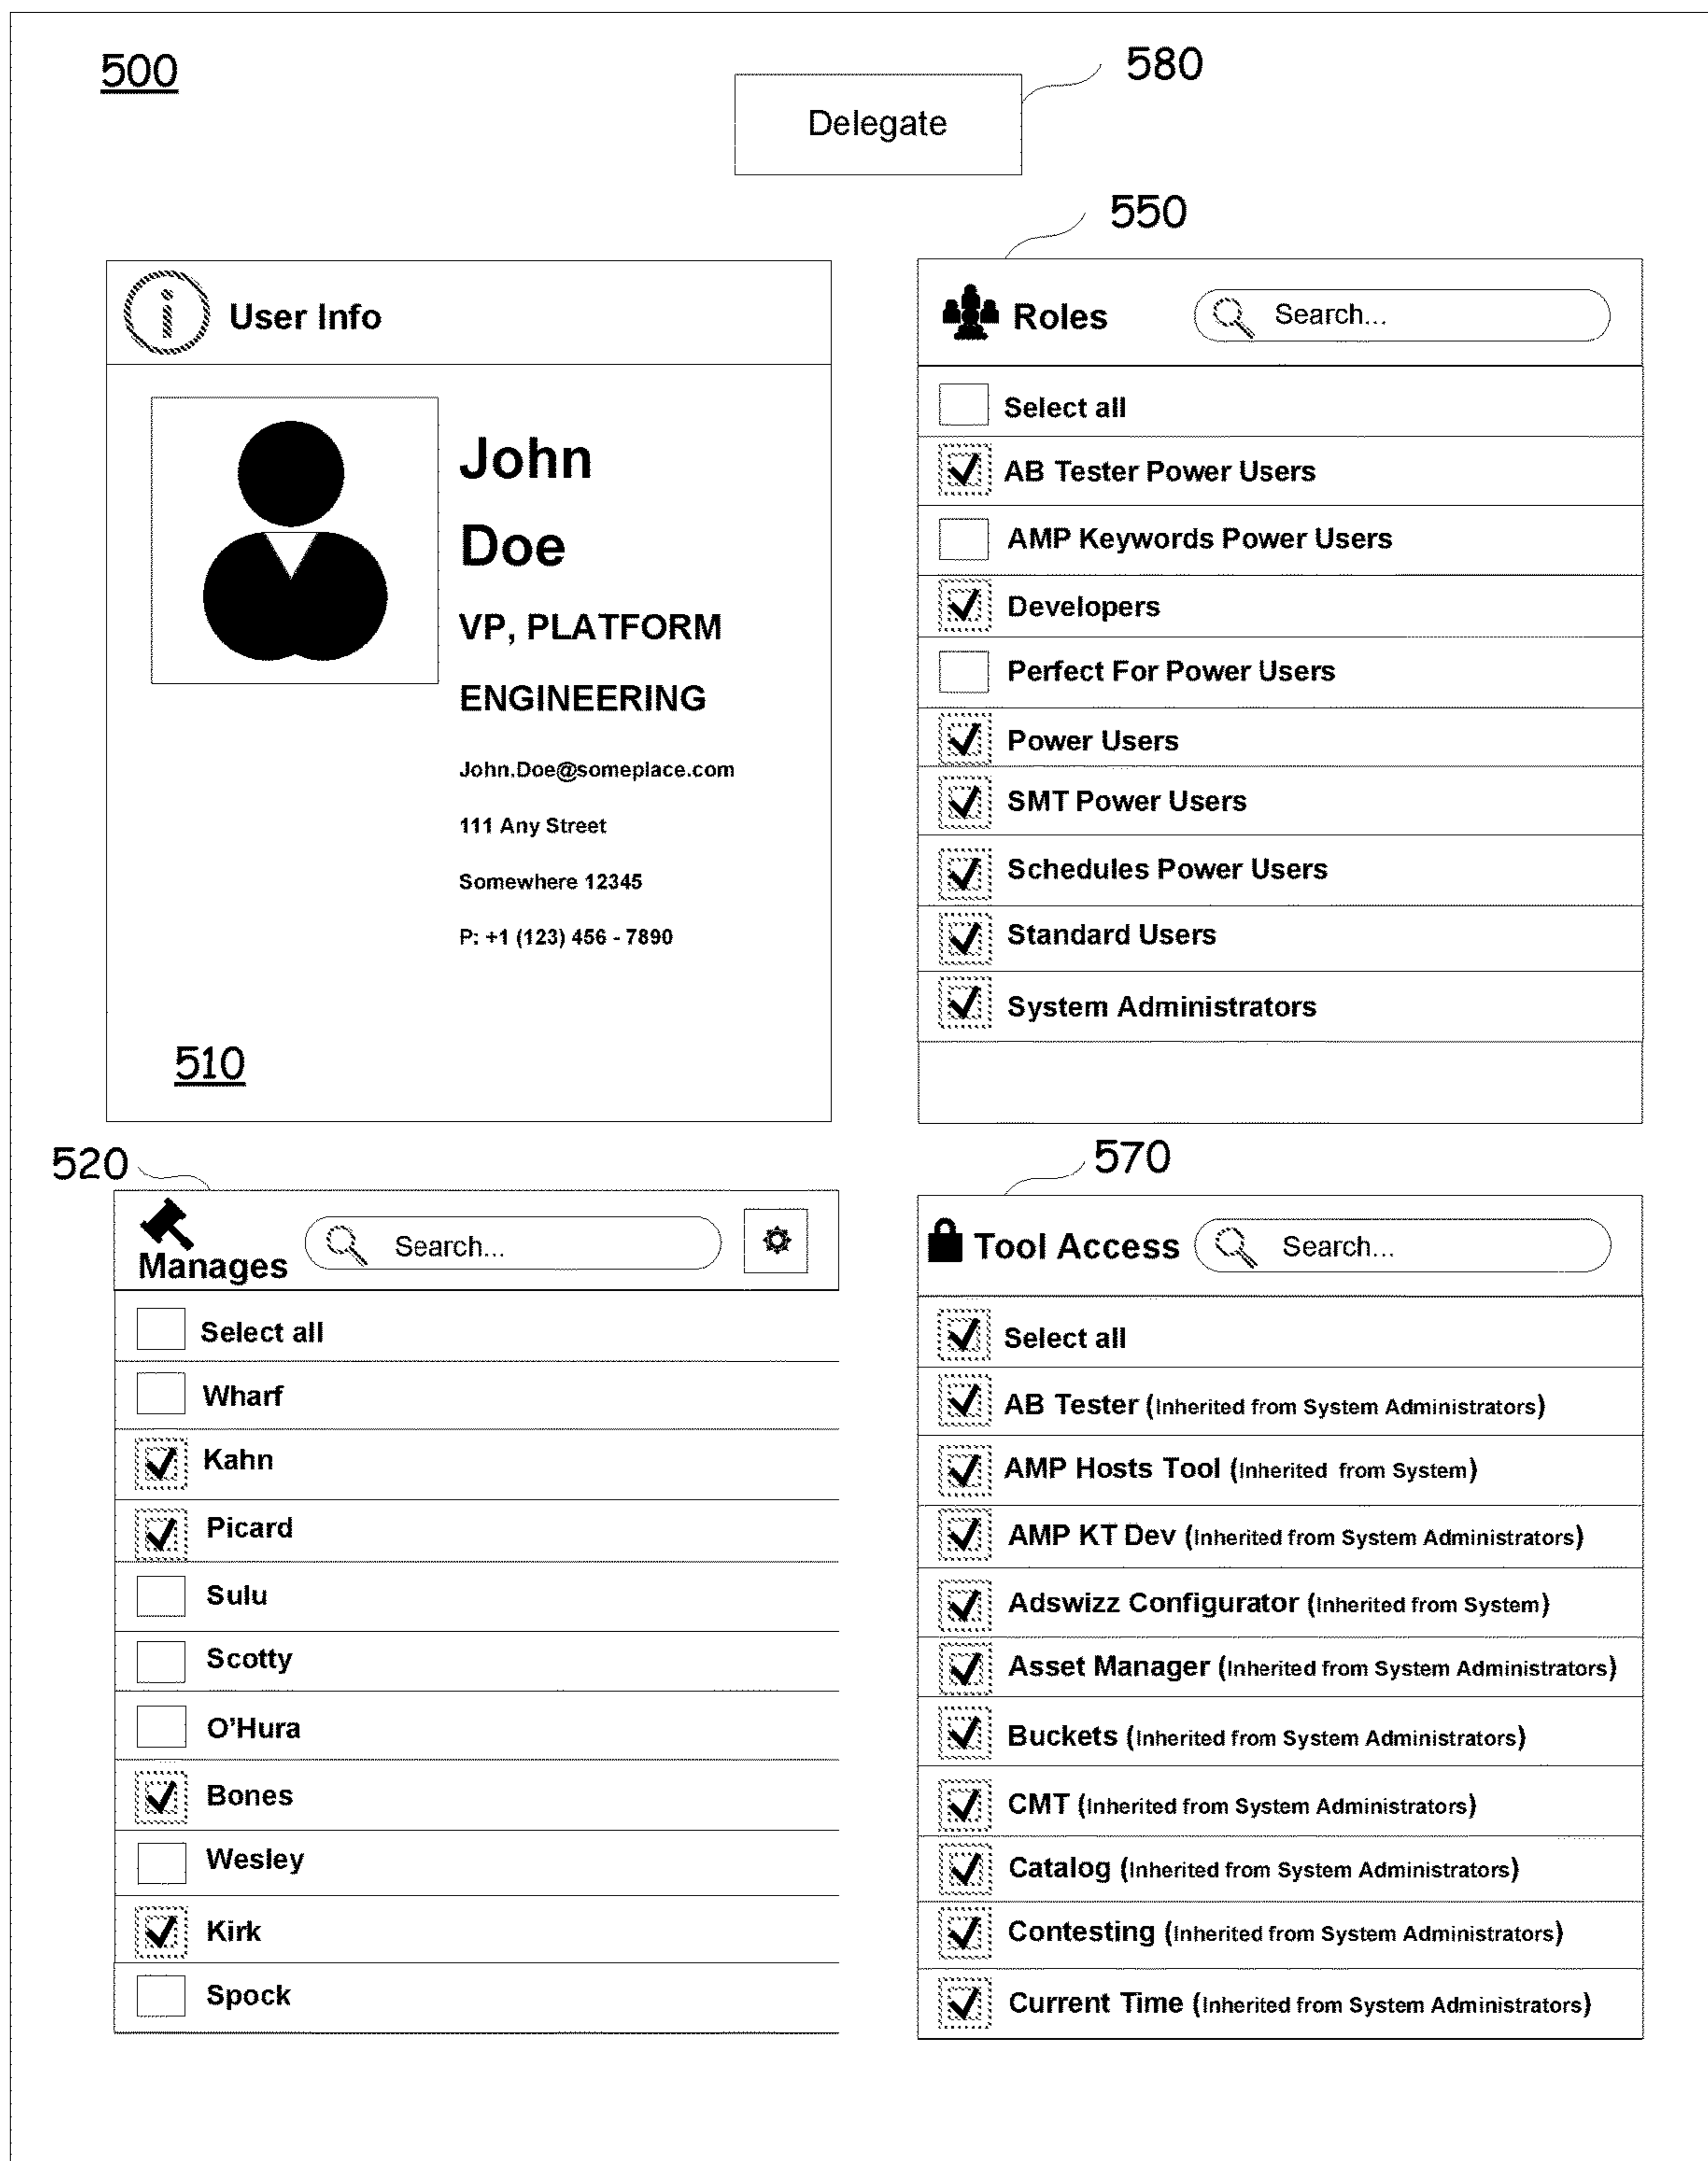 500
580
Delegate
550
User Info
Roles
Search...
John
Doe
VP, PLATFORM
ENGINEERING
John.Doe@someplace.com
111 Any Street
Somewhere 12345
P: +1 (123) 456 - 7890
510
Select all
AB Tester Power Users
AMP Keywords Power Users
Developers
Perfect For Power Users
Power Users
SMT Power Users
Schedules Power Users
Standard Users
System Administrators
520
Manages
Search...
Select all
Wharf
Kahn
Picard
Sulu
Scotty
O'Hura
Bones
Wesley
Kirk
Spock
570
Tool Access
Search...
Select all
AB Tester (Inherited from System Administrators)
AMP Hosts Tool (Inherited from System)
AMP KT Dev (Inherited from System Administrators)
Adswizz Configurator (Inherited from System)
Asset Manager (Inherited from System Administrators)
Buckets (Inherited from System Administrators)
CMT (Inherited from System Administrators)
Catalog (Inherited from System Administrators)
Contesting (Inherited from System Administrators)
Current Time (Inherited from System Administrators)